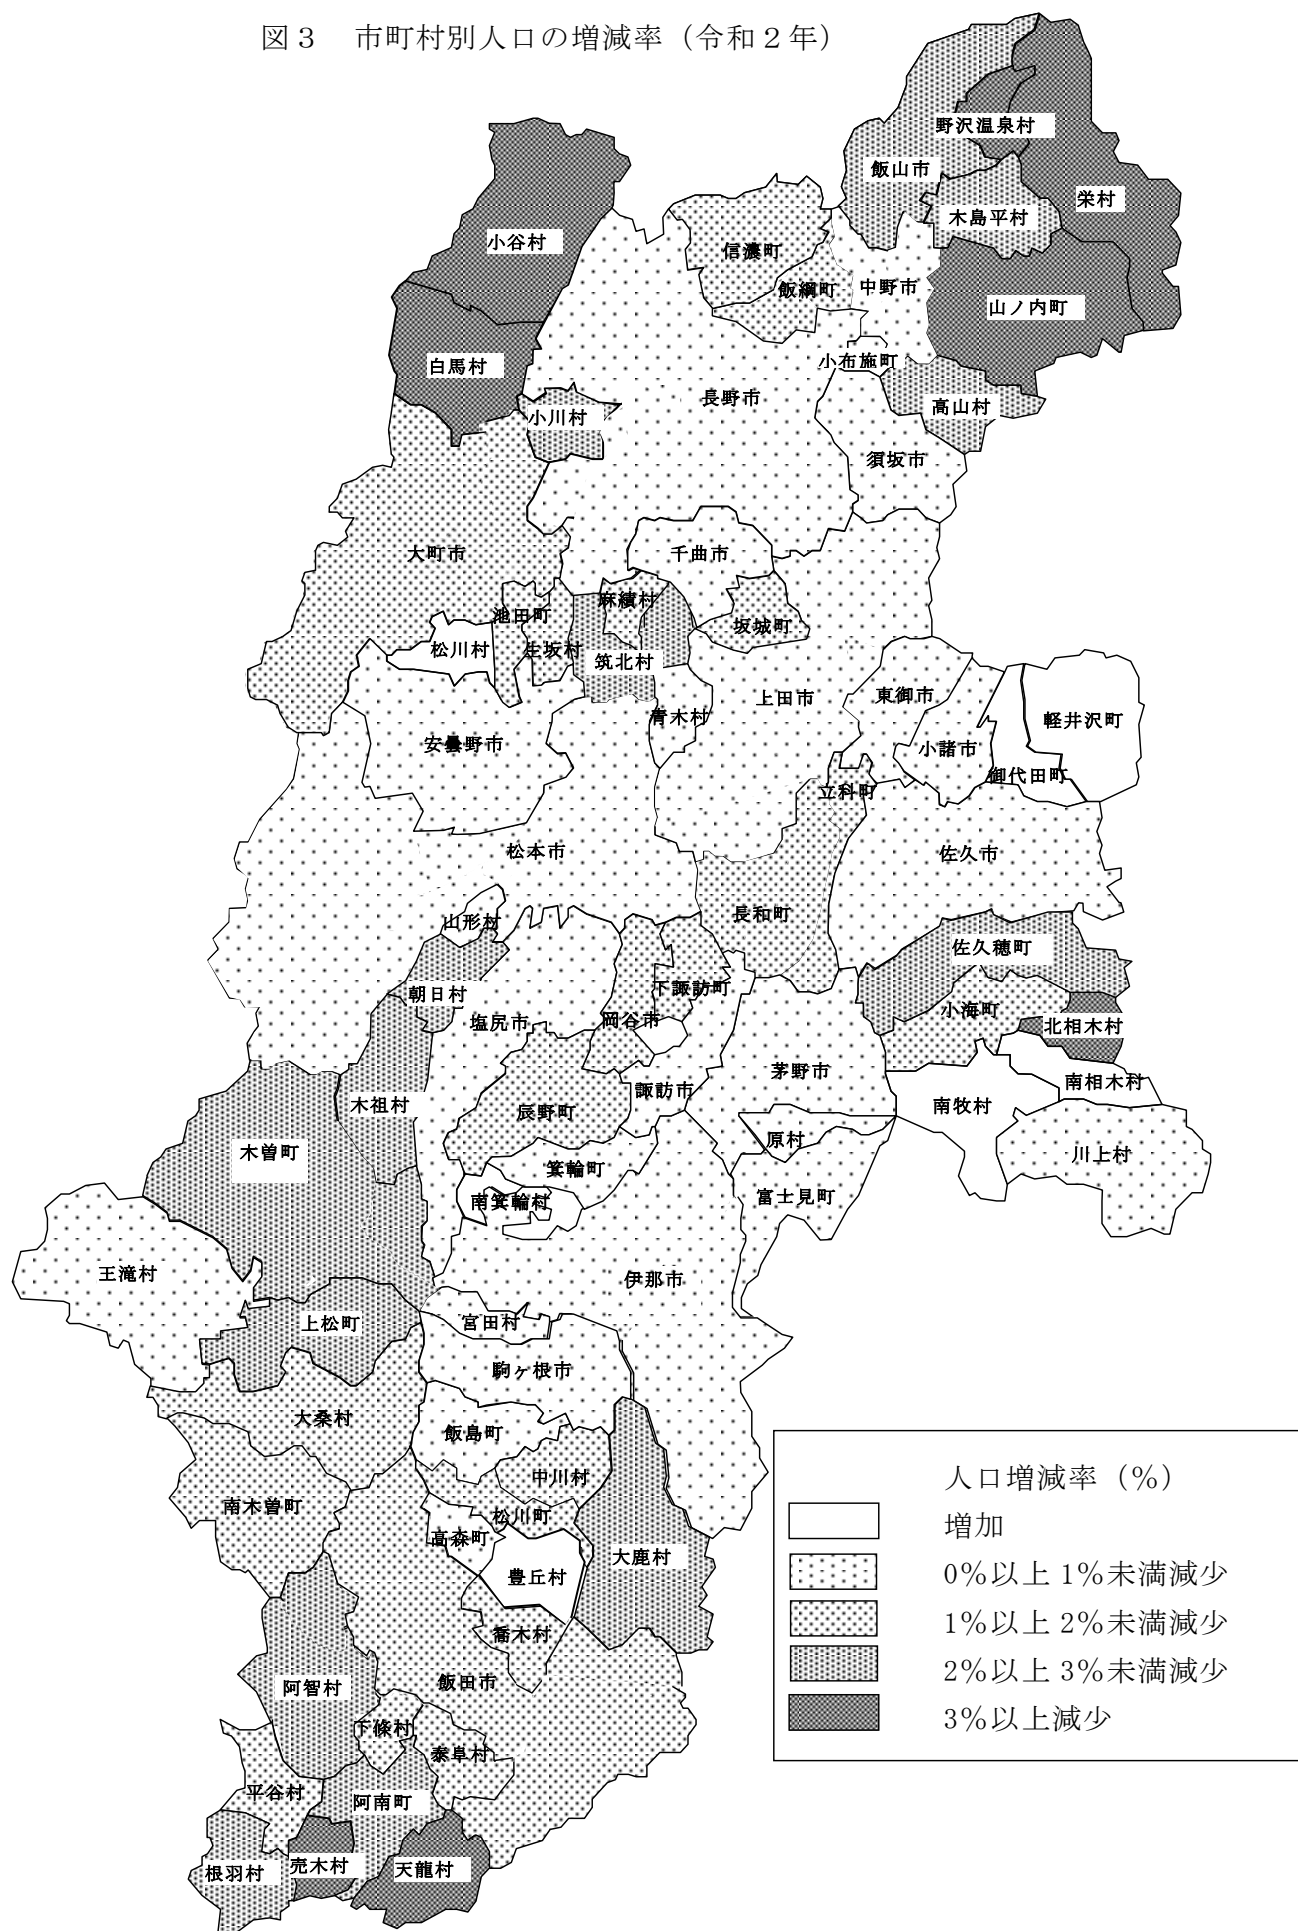 図３　市町村別人口の増減率（令和２年）
野沢温泉村
飯山市
栄村
木島平村
小谷村
信濃町
飯綱町
中野市
山ノ内町
白馬村
小布施町
長野市
高山村
小川村
須坂市
大町市
千曲市
麻績村
池田町
坂城町
松川村
生坂村
筑北村
上田市
東御市
青木村
軽井沢町
安曇野市
小諸市
御代田町
立科町
松本市
佐久市
山形村
長和町
佐久穂町
朝日村
下諏訪町
小海町
塩尻市
岡谷市
北相木村
茅野市
南相木村
諏訪市
木祖村
南牧村
辰野町
原村
木曽町
川上村
箕輪町
南箕輪村
富士見町
王滝村
伊那市
上松町
宮田村
駒ヶ根市
大桑村
飯島町
中川村
南木曽町
松川町
高森町
大鹿村
豊丘村
喬木村
飯田市
阿智村
下條村
泰阜村
平谷村
阿南町
売木村
天龍村
根羽村
人口増減率（％）
増加
0％以上 1％未満減少
1％以上 2％未満減少
2％以上 3％未満減少
3％以上減少